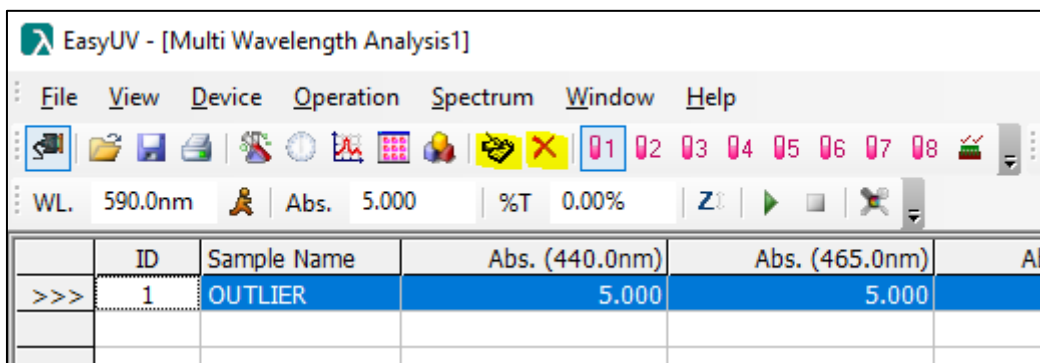 EasyUV - [Multi Wavelength Analysis1]
File View Device Operation Spectrum Window Help
1 2 3 4 5 6 7 8
WL. 590.0nm Abs. 5.000 %T 0.00% Z
ID Sample Name Abs. (440.0nm) Abs. (465.0nm) Al
>>> 1 OUTLIER 5.000 5.000